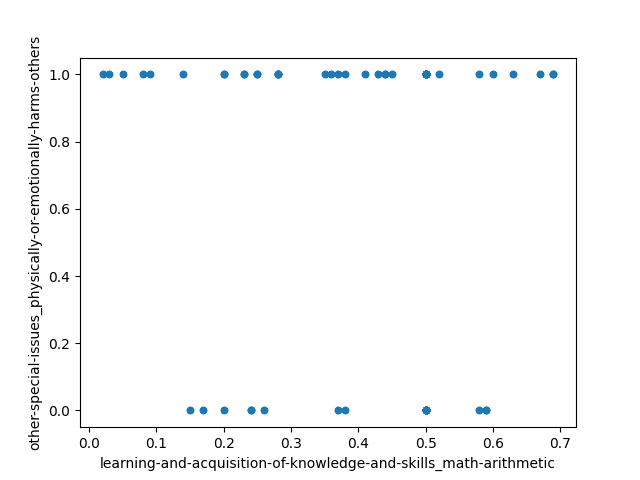 other-special-issues_physically-or-emotionally-harms-others
1.0
0.8
0.6
0.4
0.2
0.0
0.0 0.1 0.2 0.3 0.4 0.5 0.6 0.7
learning-and-acquisition-of-knowledge-and-skills_math-arithmetic